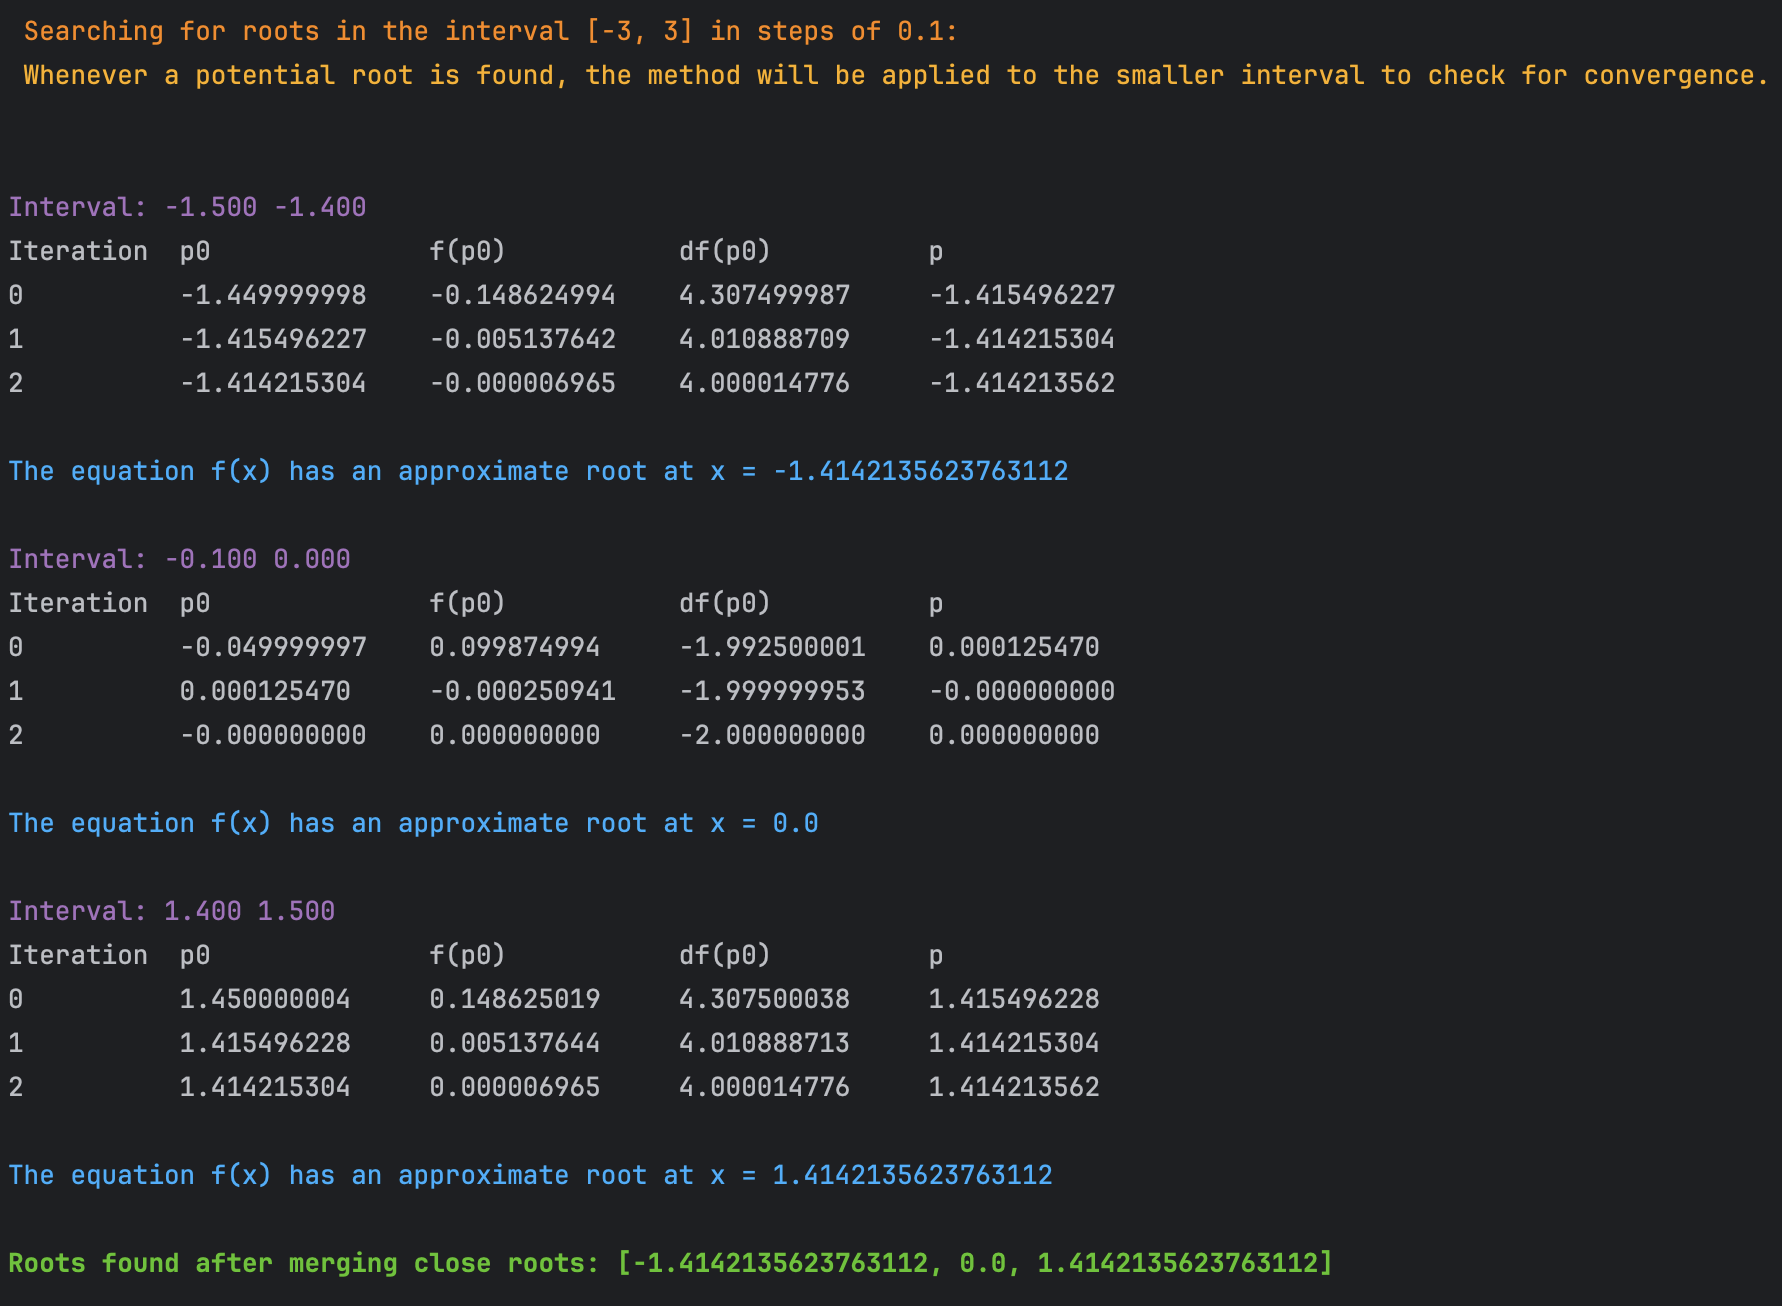 Searching for roots in the interval [-3, 3] in steps of 0.1:
Whenever a potential root is found, the method will be applied to the smaller interval to check for convergence.
Interval: -1.500 -1.400
Iteration p0 f(p0) df(p0) p
0 -1.449999998 -0.148624994 4.307499987 -1.415496227
1 -1.415496227 -0.005137642 4.010888709 -1.414215304
2 -1.414215304 -0.000006965 4.000014776 -1.414213562
The equation f(x) has an approximate root at x = -1.4142135623763112
Interval: -0.100 0.000
Iteration p0 f(p0) df(p0) p
0 -0.049999997 0.099874994 -1.992500001 0.000125470
1 0.000125470 -0.000250941 -1.999999953 -0.000000000
2 -0.000000000 0.000000000 -2.000000000 0.000000000
The equation f(x) has an approximate root at x = 0.0
Interval: 1.400 1.500
Iteration p0 f(p0) df(p0) p
0 1.450000004 0.148625019 4.307500038 1.415496228
1 1.415496228 0.005137644 4.010888713 1.414215304
2 1.414215304 0.000006965 4.000014776 1.414213562
The equation f(x) has an approximate root at x = 1.4142135623763112
Roots found after merging close roots: [-1.4142135623763112, 0.0, 1.4142135623763112]